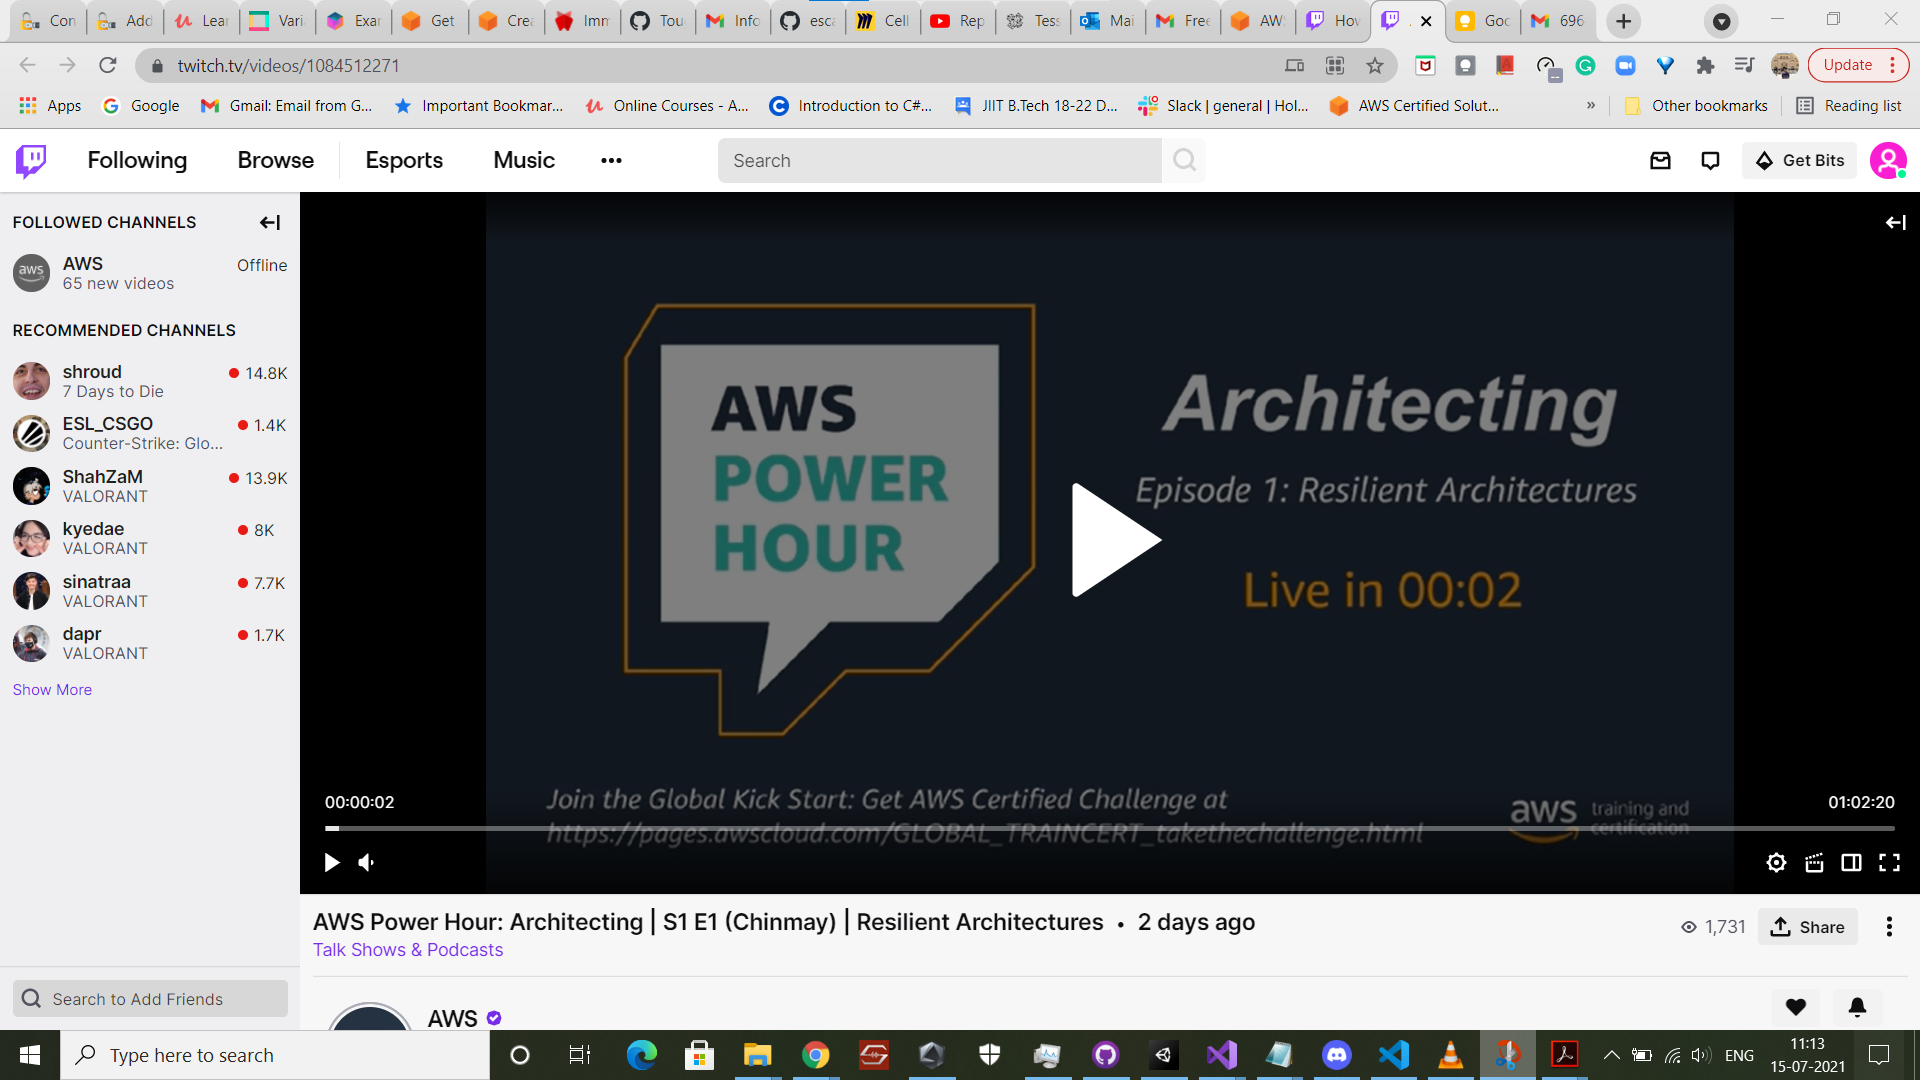 Con
Add
Lear
Vari
Exar
Get
Crea
Imm
Tou
Info
esca
Cell
Rep
Tess
Mai
Free
AW
How
Goo
696
twitch.tv/videos/1084512271
Update
Apps
Google
Gmail: Email from G...
Important Bookmar...
Online Courses - A...
Introduction to C#...
JIIT B.Tech 18-22 D...
Slack | general | Hol...
AWS Certified Solut...
»
Other bookmarks
Reading list
Following
Browse
Esports
Music
Search
Get Bits
FOLLOWED CHANNELS
aws
AWS
Offline
65 new videos
RECOMMENDED CHANNELS
shroud
14.8K
7 Days to Die
ESL_CSGO
1.4K
Counter-Strike: Glo...
ShahZaM
13.9K
VALORANT
kyedae
8K
VALORANT
sinatraa
7.7K
VALORANT
dapr
1.7K
VALORANT
Show More
Search to Add Friends
AWS
POWER
HOUR
Architecting
Episode 1: Resilient Architectures
Live in 00:02
00:00:02
01:02:20
Join the Global Kick Start: Get AWS Certified Challenge at
https://pages.awscloud.com/GLOBAL_TRAINCERT_takethechallenge.html
aws
training and
certification
AWS Power Hour: Architecting | S1 E1 (Chinmay) | Resilient Architectures • 2 days ago
1,731
Share
Talk Shows & Podcasts
AWS
Type here to search
ENG
11:13
15-07-2021